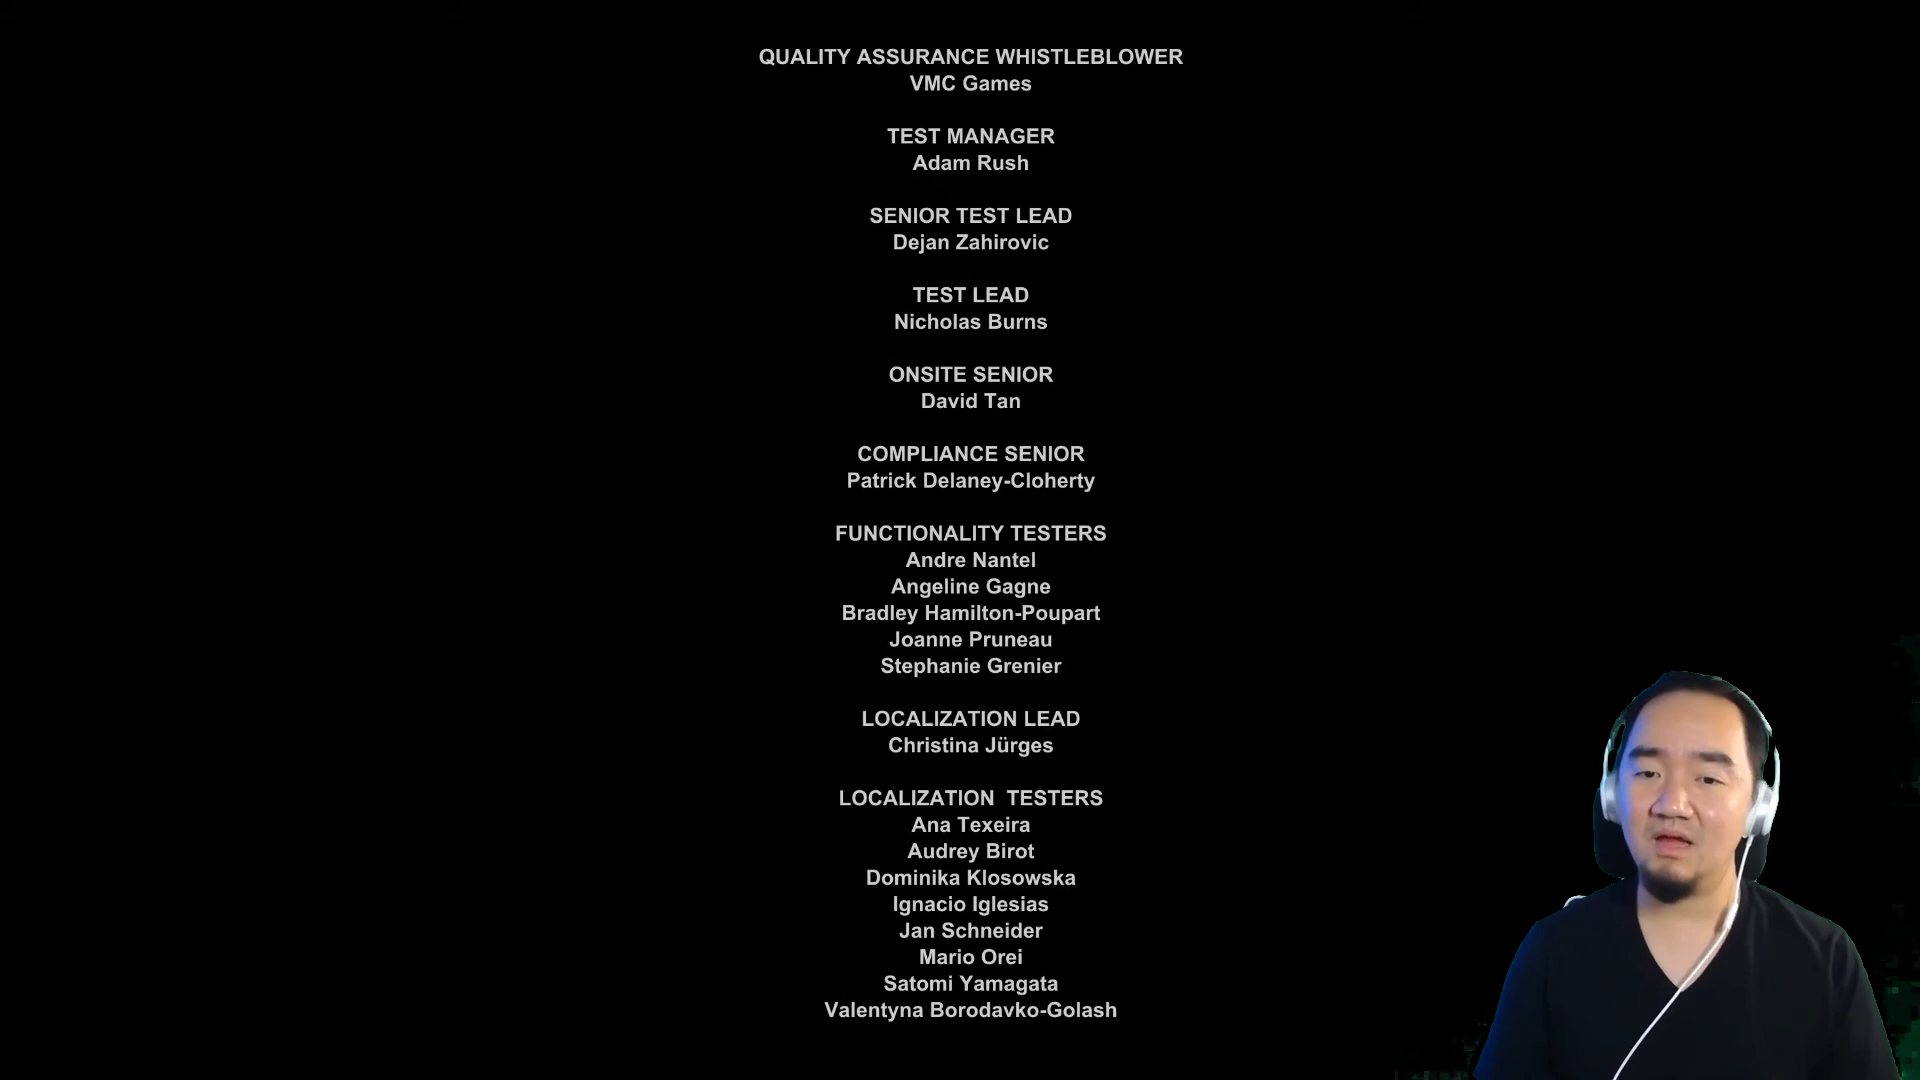 QUALITY ASSURANCE WHISTLEBLOWER
VMC Games
TEST MANAGER
Adam Rush
SENIOR TEST LEAD
Dejan Zahirovic
TEST LEAD
Nicholas Burns
ONSITE SENIOR
David Tan
COMPLIANCE SENIOR
Patrick Delaney-Cloherty
FUNCTIONALITY TESTERS
Andre Nantel
Angeline Gagne
Bradley Hamilton-Poupart
Joanne Pruneau
Stephanie Grenier
LOCALIZATION LEAD
Christina Jürges
LOCALIZATION TESTERS
Ana Texeira
Audrey Birot
Dominika Klosowska
Ignacio Iglesias
Jan Schneider
Mario Orei
Satomi Yamagata
Valentyna Borodavko-Golash